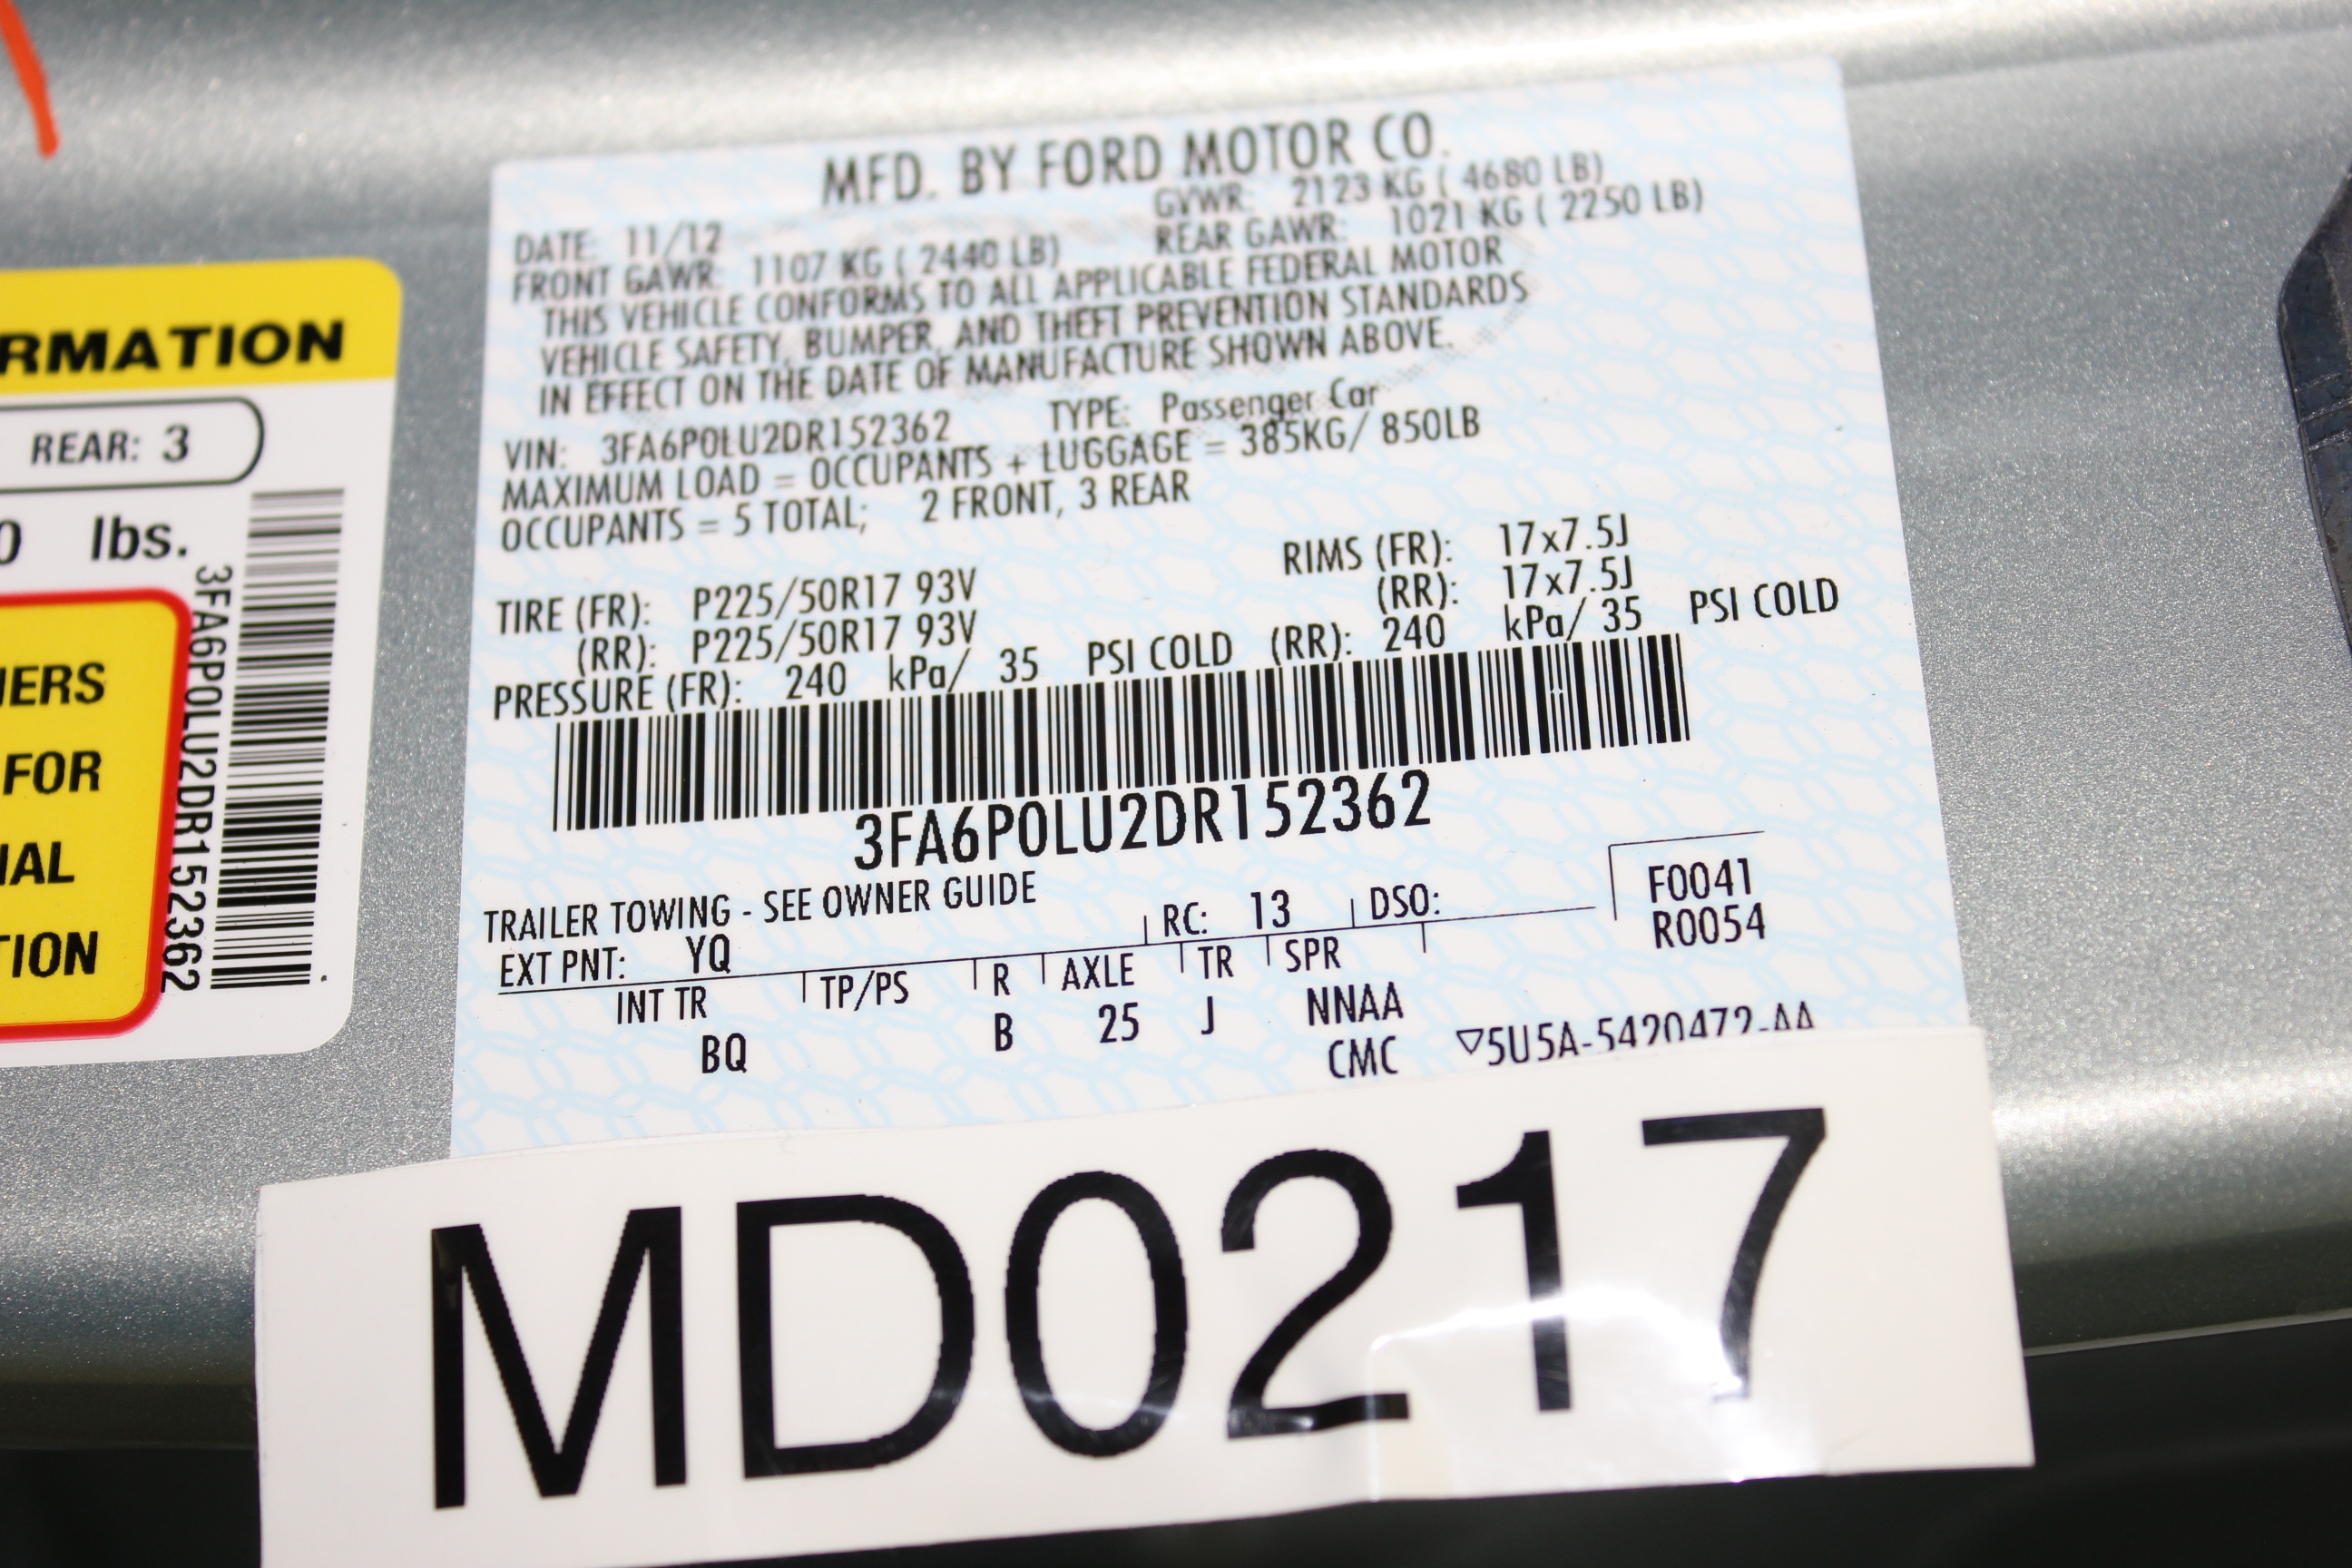 MFD. BY FORD MOTOR CO.
DATE: 11/12 GVWR: 2123 KG ( 4680 LB)
FRONT GAWR: 1107 KG ( 2440 LB) REAR GAWR: 1021 KG ( 2250 LB)
THIS VEHICLE CONFORMS TO ALL APPLICABLE FEDERAL MOTOR
VEHICLE SAFETY, BUMPER, AND THEFT PREVENTION STANDARDS
IN EFFECT ON THE DATE OF MANUFACTURE SHOWN ABOVE.
VIN: 3FA6P0LU2DR152362 TYPE: Passenger Car
MAXIMUM LOAD = OCCUPANTS + LUGGAGE = 385KG/ 850LB
OCCUPANTS = 5 TOTAL; 2 FRONT, 3 REAR
TIRE (FR): P225/50R17 93V RIMS (FR): 17x7.5J
(RR): P225/50R17 93V (RR): 17x7.5J
PRESSURE (FR): 240 kPa/ 35 PSI COLD (RR): 240 kPa/ 35 PSI COLD
3FA6P0LU2DR152362
TRAILER TOWING - SEE OWNER GUIDE
EXT PNT: YQ RC: 13 DSO: F0041
R0054
INT TR TP/PS R AXLE TR SPR
BQ B 25 J NNAA
CMC ▽5U5A-5420472-AA
MD0217
RMATION
REAR: 3
0 lbs.
3FA6P0LU2DR152362
IERS
FOR
IAL
TION